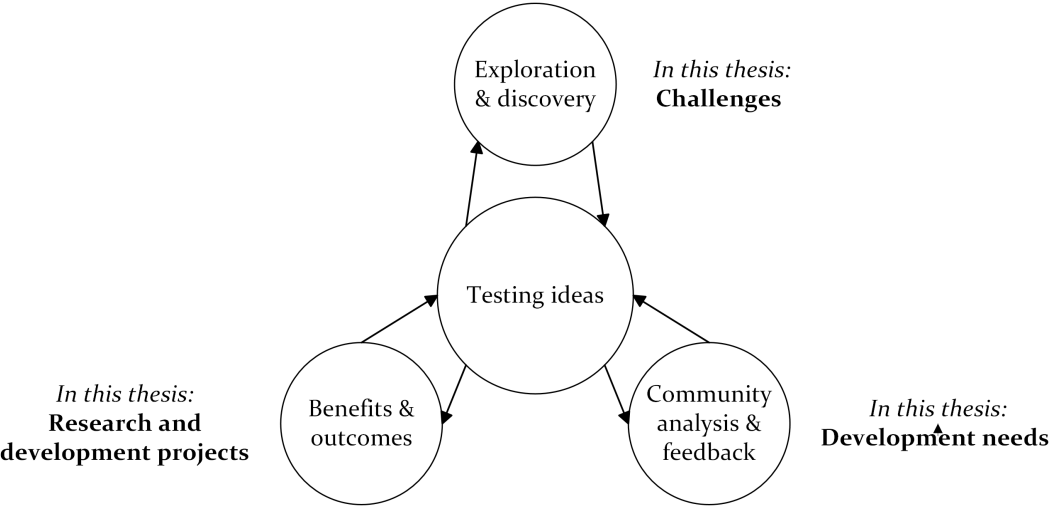 Exploration
& discovery
In this thesis:
Challenges
Testing ideas
In this thesis:
Research and
development projects
Benefits &
outcomes
Community
analysis &
feedback
In this thesis:
Development needs